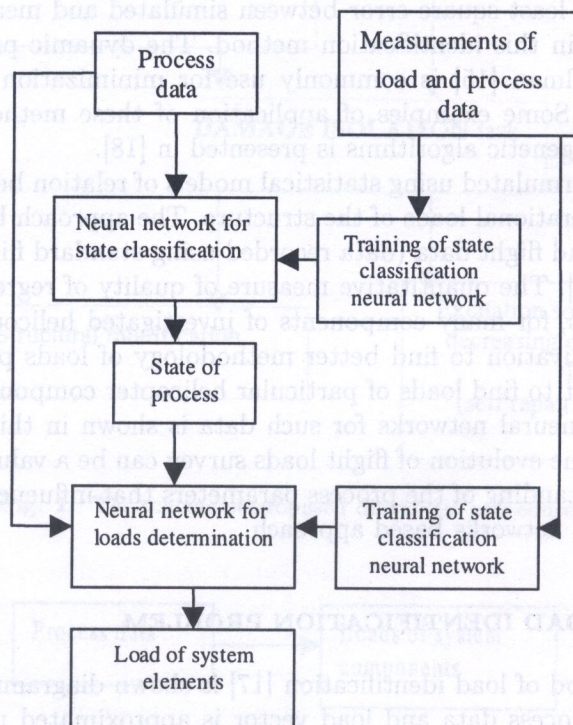 Process
data
Measurements of
load and process
data
Neural network for
state classification
Training of state
classification
neural network
State of
process
Neural network for
loads determination
Training of state
classification
neural network
Load of system
elements